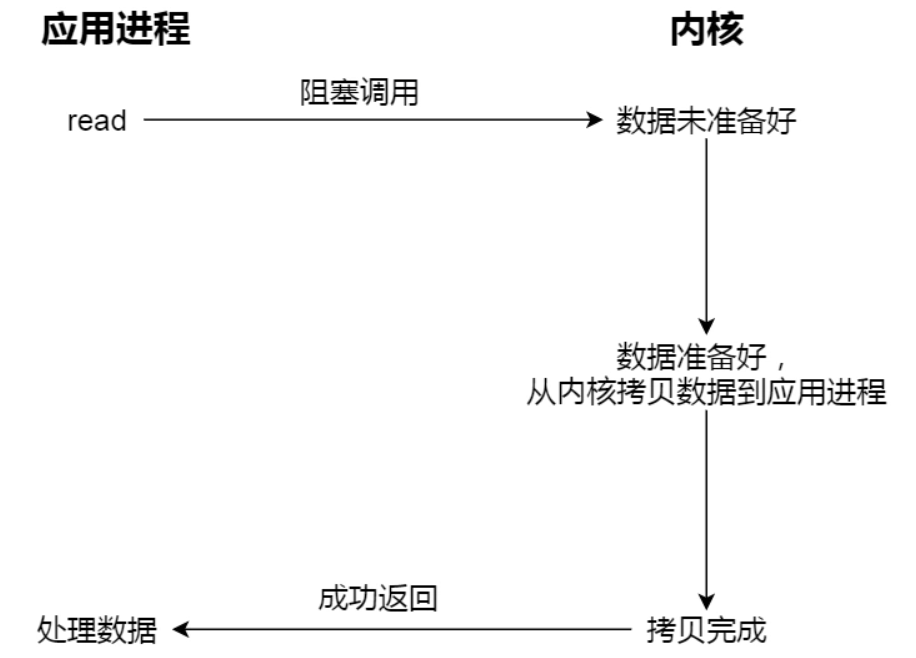 应用进程
内核
阻塞调用
read
数据未准备好
数据准备好，
从内核拷贝数据到应用进程
成功返回
处理数据
拷贝完成